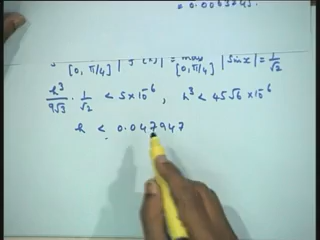 = 0.0063245.
[0, π/4] | f (x) | = max [0, π/4] | sin x | = 1/√2
h³/9√3 · 1/√2 < 5×10⁻⁶ , h³ < 45√6 ×10⁻⁶
h < 0.047947